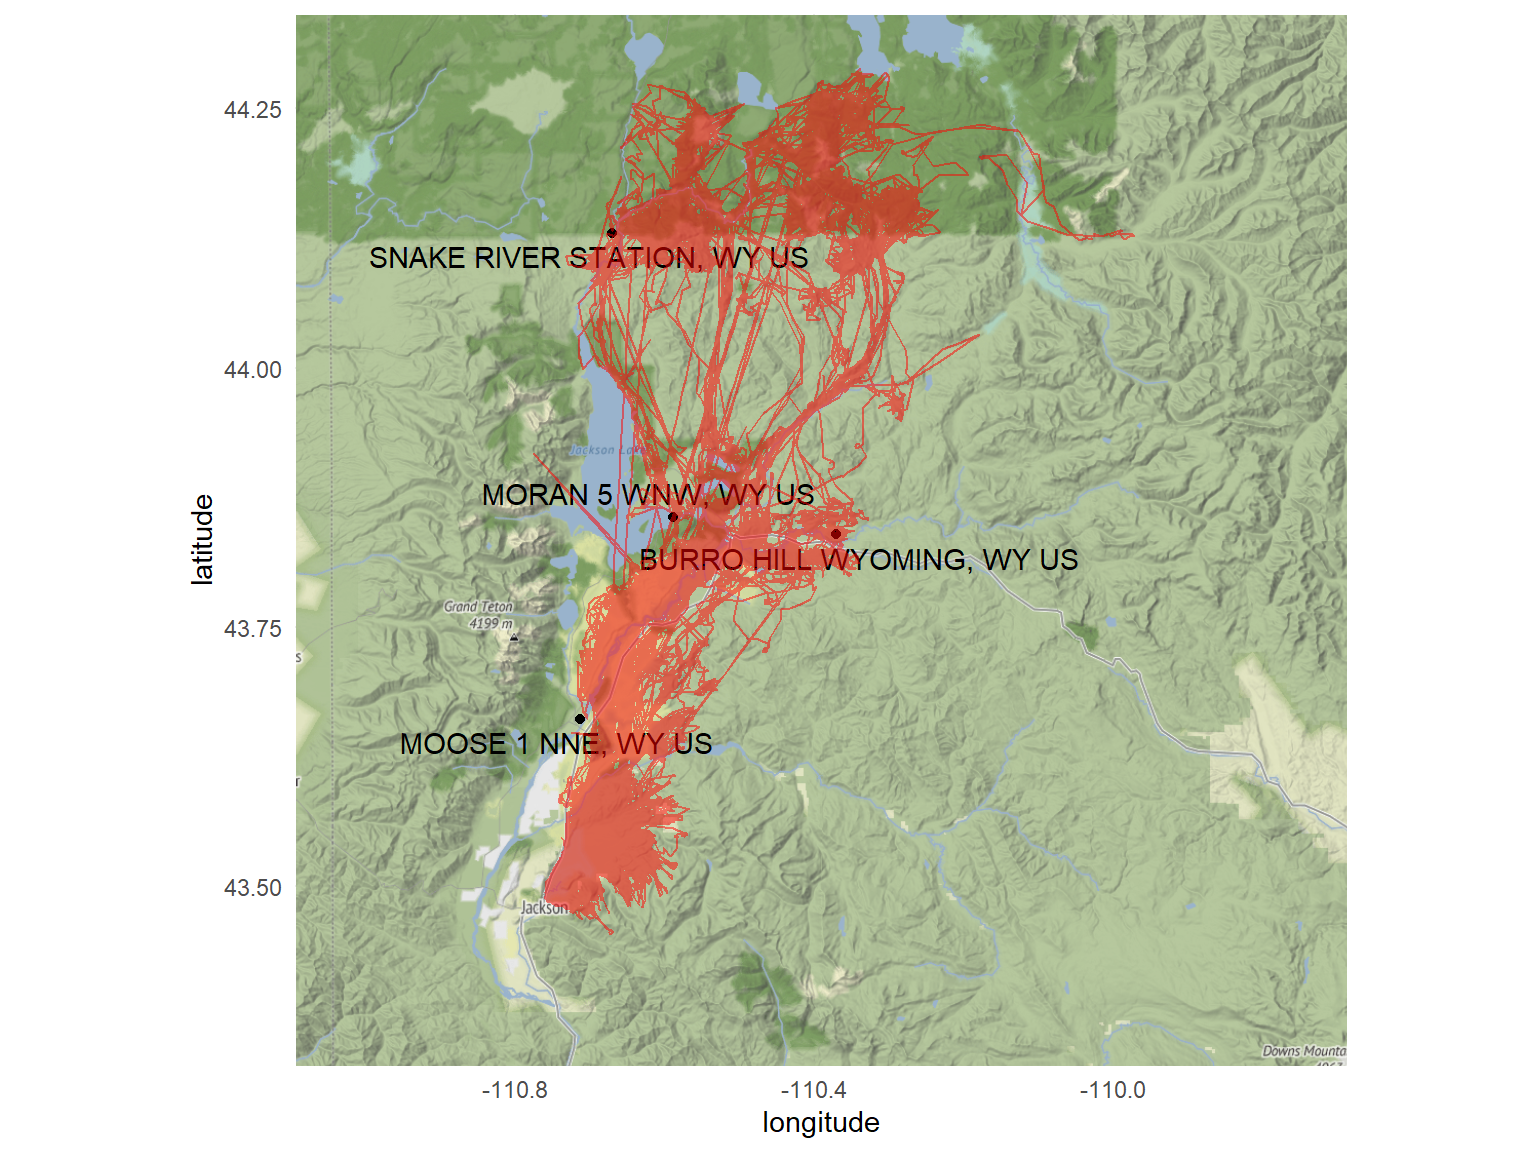 44.25
SNAKE RIVER STATION, WY US
44.00
Jackson Lake
MORAN 5 WNW, WY US
latitude
BURRO HILL WYOMING, WY US
Grand Teton
4199 m
43.75
s
MOOSE 1 NNE, WY US
r
43.50
Jackson
Downs Mounta
-110.8
-110.4
-110.0
longitude